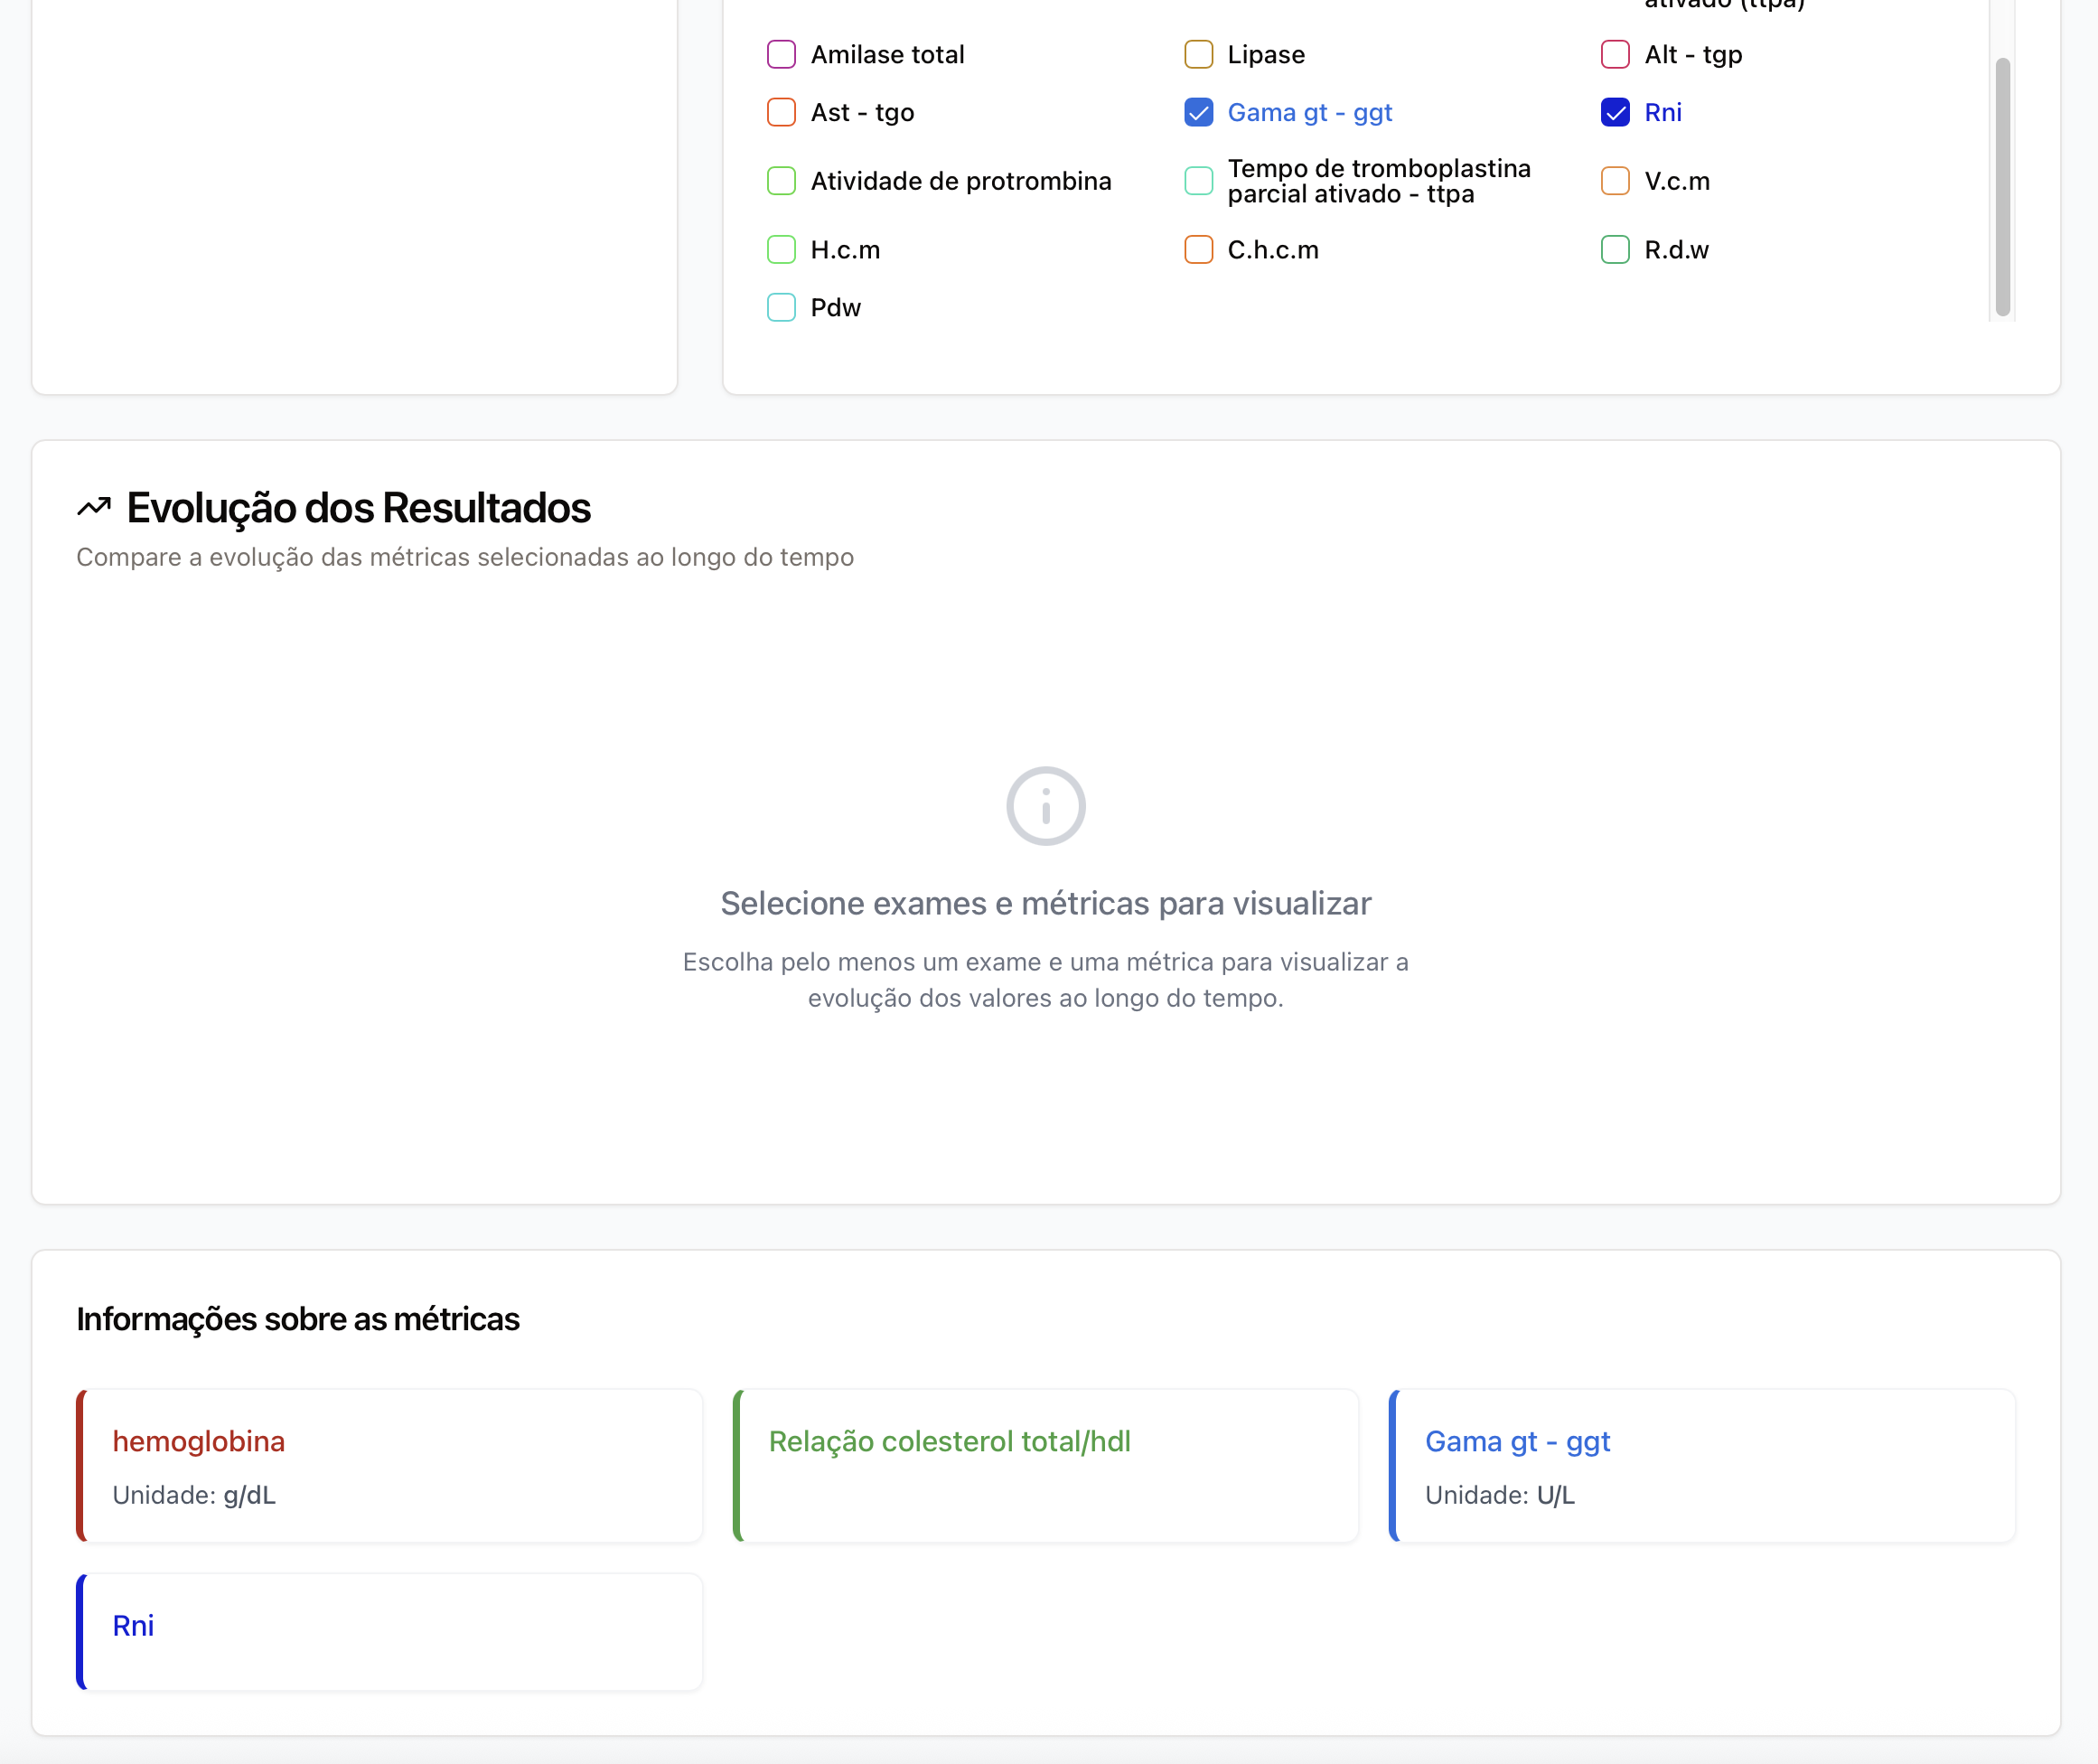 ativado (ttpa)
Amilase total
Lipase
Alt - tgp
Ast - tgo
Gama gt - ggt
Rni
Atividade de protrombina
Tempo de tromboplastina
parcial ativado - ttpa
V.c.m
H.c.m
C.h.c.m
R.d.w
Pdw
Evolução dos Resultados
Compare a evolução das métricas selecionadas ao longo do tempo
Selecione exames e métricas para visualizar
Escolha pelo menos um exame e uma métrica para visualizar a
evolução dos valores ao longo do tempo.
Informações sobre as métricas
hemoglobina
Unidade: g/dL
Relação colesterol total/hdl
Gama gt - ggt
Unidade: U/L
Rni